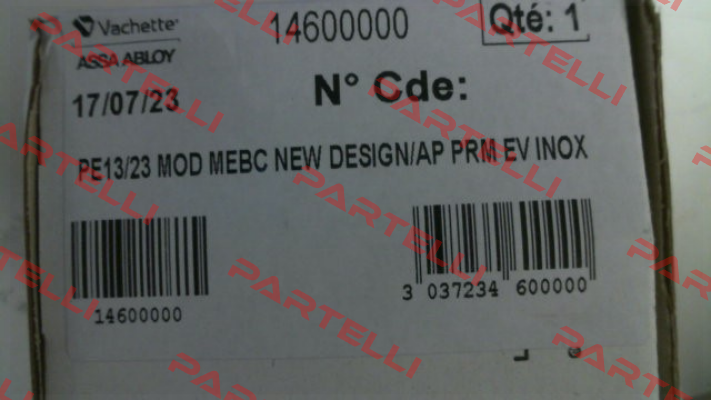 Vachette 14600000 Qté: 1
ASSA ABLOY
17/07/23 N° Cde:
PE13/23 MOD MEBC NEW DESIGN/AP PRM EV INOX
14600000 3 037234 600000
PARTELLI